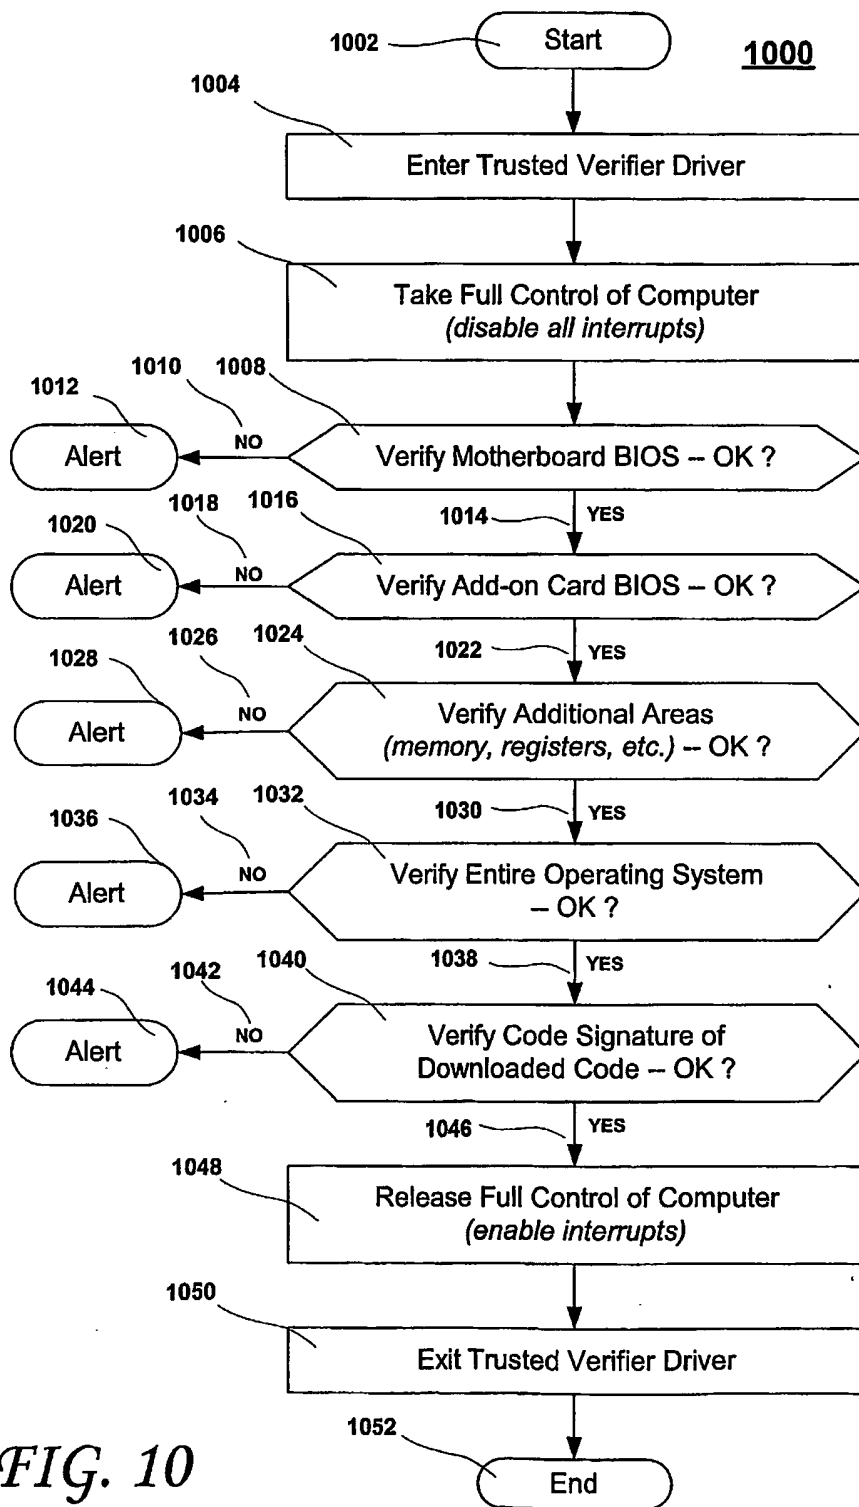 1002
Start
1000
1004
Enter Trusted Verifier Driver
1006
Take Full Control of Computer
(disable all interrupts)
1008
1010
1012
Alert
NO
Verify Motherboard BIOS – OK ?
1014
YES
1016
1018
1020
Alert
NO
Verify Add-on Card BIOS – OK ?
1022
YES
1024
1026
1028
Alert
NO
Verify Additional Areas
(memory, registers, etc.) – OK ?
1030
YES
1032
1034
1036
Alert
NO
Verify Entire Operating System
– OK ?
1038
YES
1040
1042
1044
Alert
NO
Verify Code Signature of
Downloaded Code – OK ?
1046
YES
1048
Release Full Control of Computer
(enable interrupts)
1050
Exit Trusted Verifier Driver
1052
End
FIG. 10